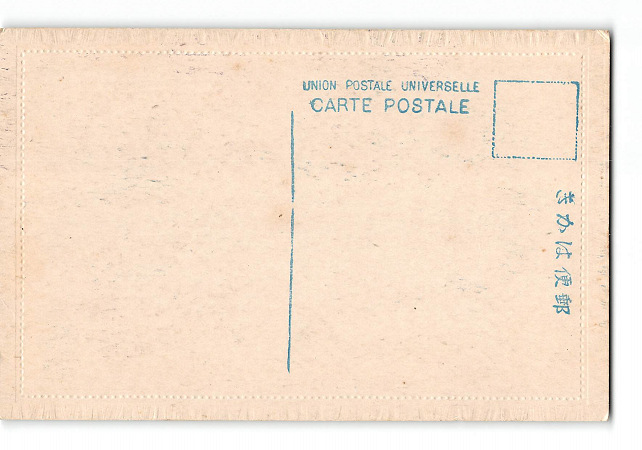 UNION POSTALE UNIVERSELLE
CARTE POSTALE
きかは便郵